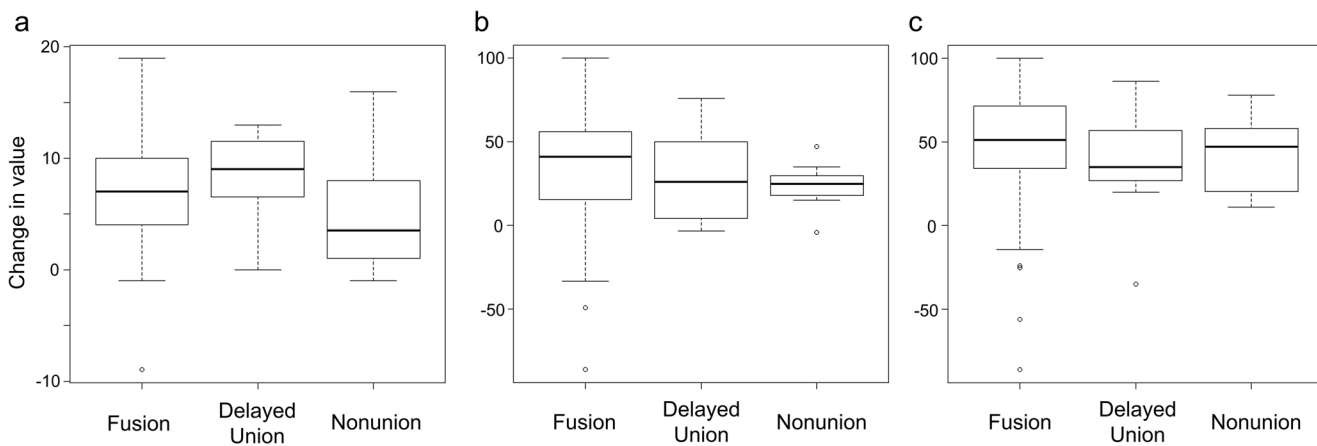 a
b
c
Change in value
20
10
0
-10
Fusion
Delayed
Union
Nonunion
100
50
0
-50
Fusion
Delayed
Union
Nonunion
100
50
0
-50
Fusion
Delayed
Union
Nonunion